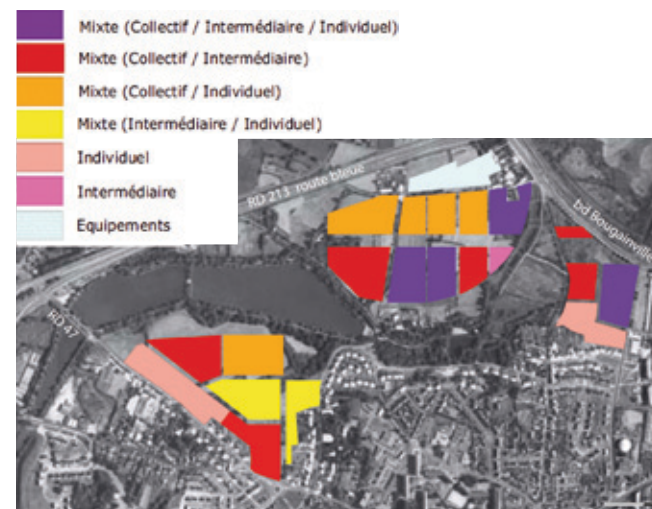 Mixte (Collectif / Intermédiaire / Individuel)
Mixte (Collectif / Intermédiaire)
Mixte (Collectif / Individuel)
Mixte (Intermédiaire / Individuel)
Individuel
Intermédiaire
Equipements
RD 213 route bleue
bd Bougainville
RD 47